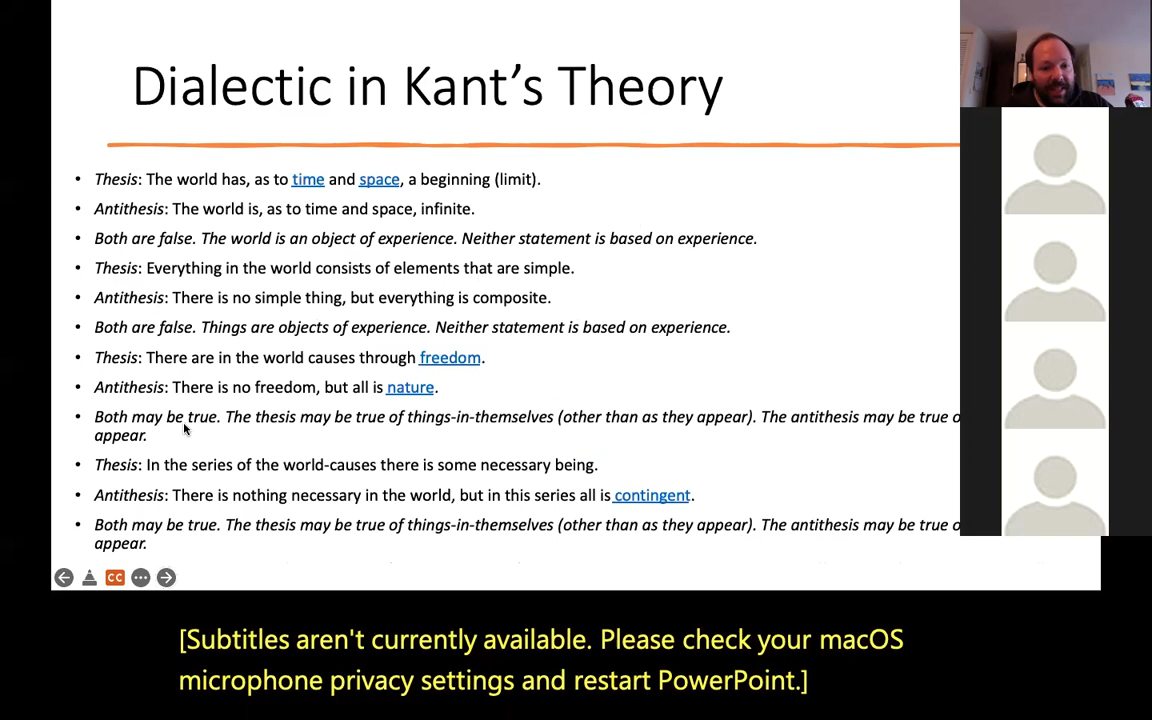 Dialectic in Kant's Theory
• Thesis: The world has, as to time and space, a beginning (limit).
• Antithesis: The world is, as to time and space, infinite.
• Both are false. The world is an object of experience. Neither statement is based on experience.
• Thesis: Everything in the world consists of elements that are simple.
• Antithesis: There is no simple thing, but everything is composite.
• Both are false. Things are objects of experience. Neither statement is based on experience.
• Thesis: There are in the world causes through freedom.
• Antithesis: There is no freedom, but all is nature.
• Both may be true. The thesis may be true of things-in-themselves (other than as they appear). The antithesis may be true
appear.
• Thesis: In the series of the world-causes there is some necessary being.
• Antithesis: There is nothing necessary in the world, but in this series all is contingent.
• Both may be true. The thesis may be true of things-in-themselves (other than as they appear). The antithesis may be true
appear.
CC
[Subtitles aren't currently available. Please check your macOS
microphone privacy settings and restart PowerPoint.]